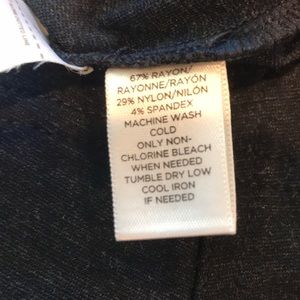 67% RAYON/
RAYONNE/RAYÓN
29% NYLON/NILÓN
4% SPANDEX
MACHINE WASH
COLD
ONLY NON-
CHLORINE BLEACH
WHEN NEEDED
TUMBLE DRY LOW
COOL IRON
IF NEEDED